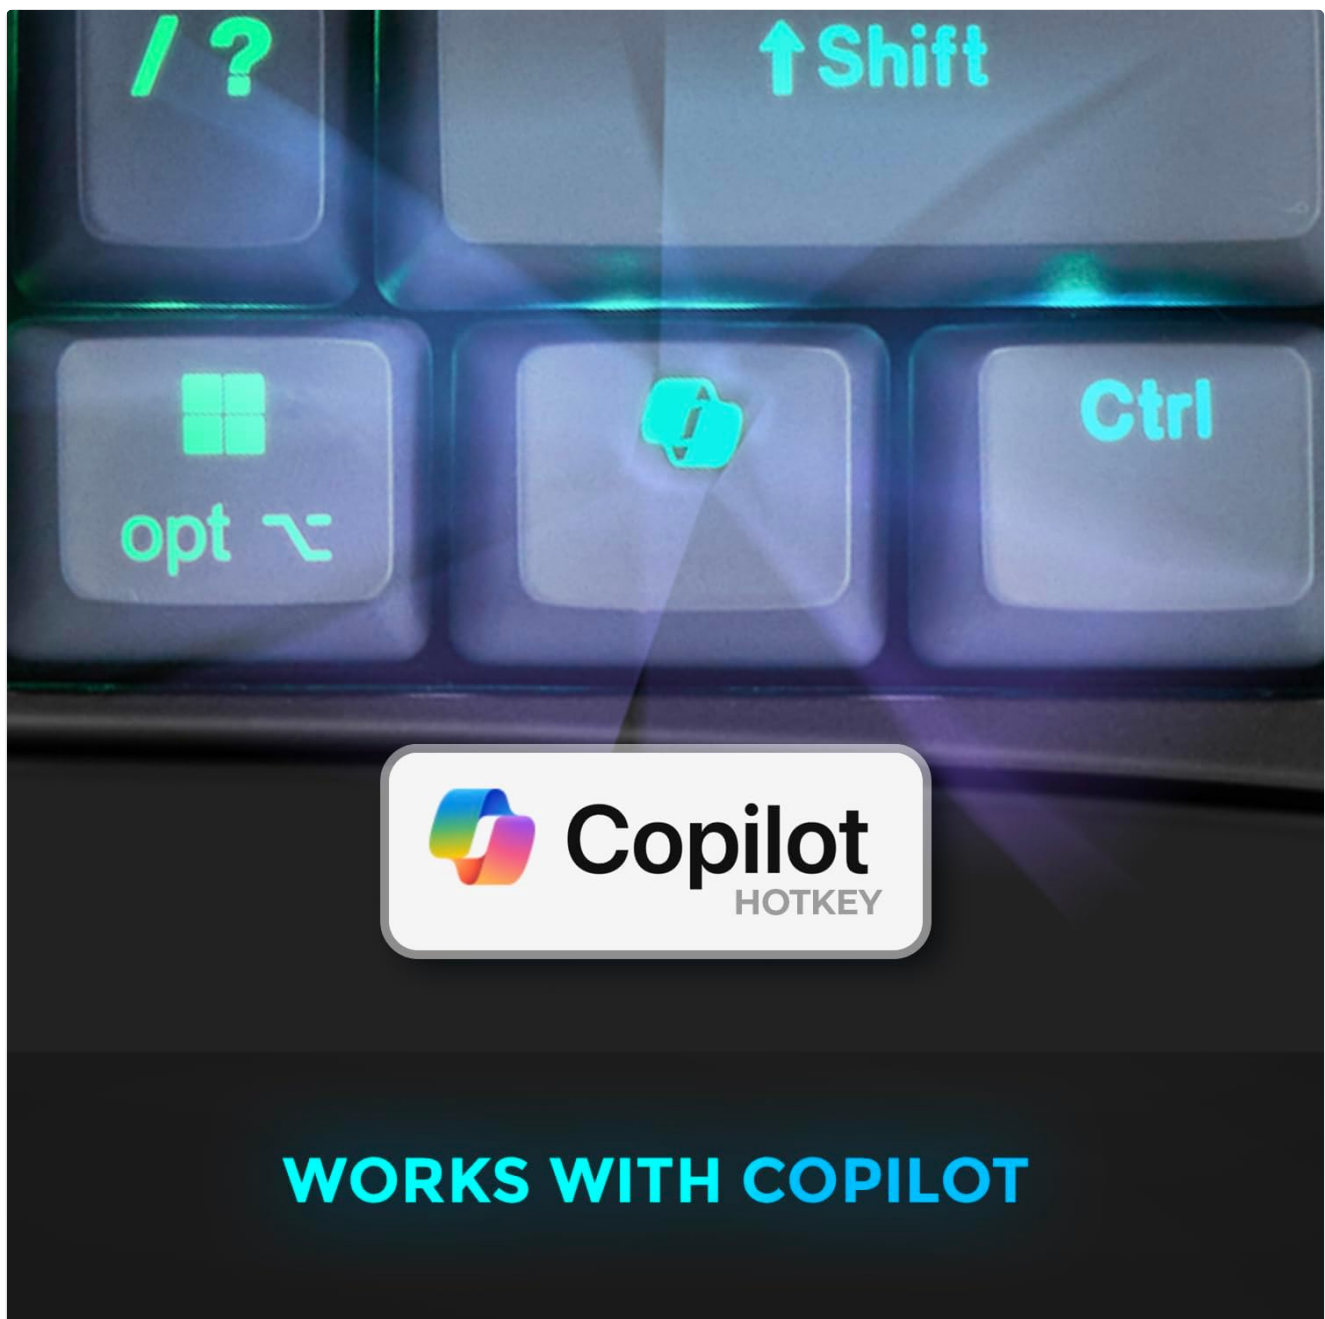 / ?
↑Shift
opt ⌥
Ctrl
Copilot
HOTKEY
WORKS WITH COPILOT